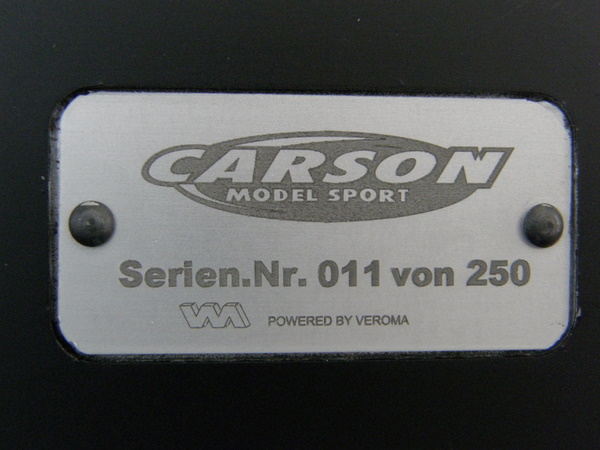 CARSON
MODEL SPORT
Serien.Nr. 011 von 250
VM POWERED BY VEROMA